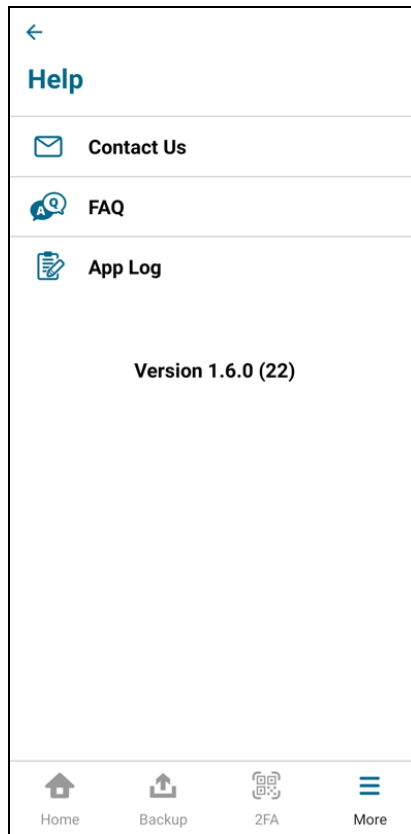 Help
Contact Us
A Q
FAQ
App Log
Version 1.6.0 (22)
Home
Backup
2FA
More